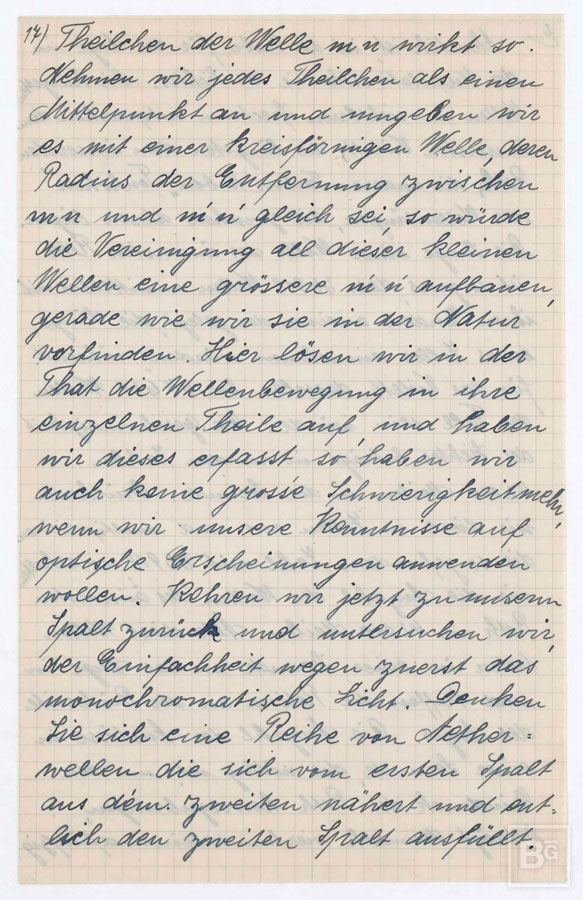 17) Theilchen der Welle m n wirkt so.
Nehmen wir jedes Theilchen als einen
Mittelpunkt an und umgeben wir
es mit einer kreisförmigen Welle, deren
Radius der Entfernung zwischen
m n und m' n' gleich sei, so würde
die Vereinigung all dieser kleinen
Wellen eine grössere m' n' aufbauen,
gerade wie wir sie in der Natur
vorfinden. Hier lösen wir in der
That die Wellenbewegung in ihre
einzelnen Theile auf, und haben
wir dieses erfasst, so haben wir
auch keine grosse Schwierigkeit mehr,
wenn wir unsere Kenntnisse auf
optische Erscheinungen anwenden
wollen. Kehren wir jetzt zu unserm
Spalt zurück und untersuchen wir,
der Einfachheit wegen zuerst das
monochromatische Licht. Denken
Sie sich eine Reihe von Aether=
wellen die sich vom ersten Spalt
aus dem zweiten nähert und ent=
lich den zweiten Spalt ausfüllt.
BG